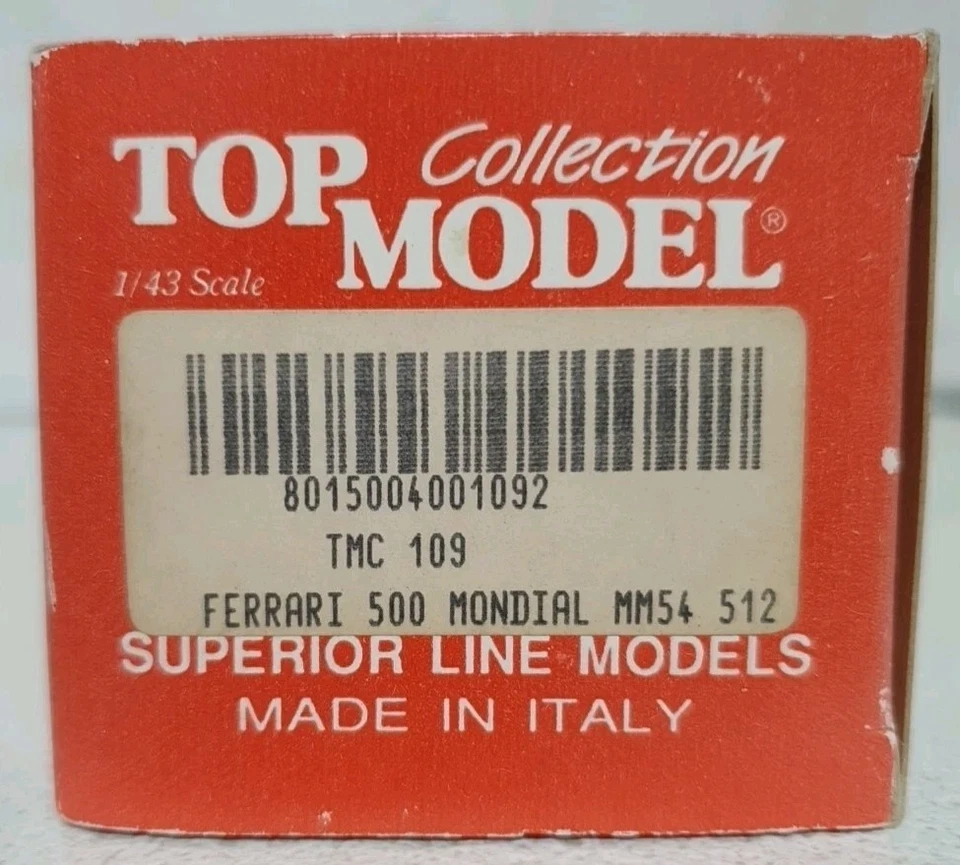 TOP Collection
MODEL®
1/43 Scale
8015004001092
TMC 109
FERRARI 500 MONDIAL MM54 512
SUPERIOR LINE MODELS
MADE IN ITALY